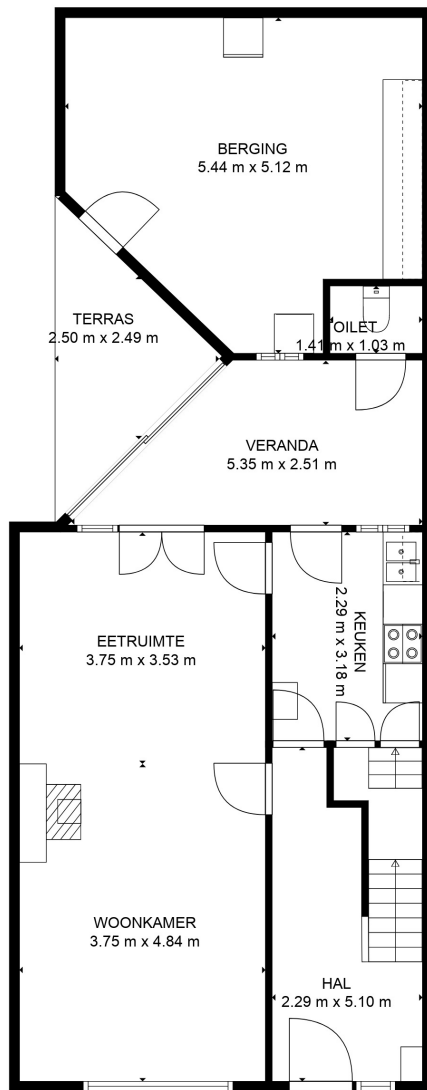 BERGING
5.44 m x 5.12 m
TERRAS
2.50 m x 2.49 m
TOILET
1.41 m x 1.03 m
VERANDA
5.35 m x 2.51 m
EETRUIMTE
3.75 m x 3.53 m
KEUKEN
2.29 m x 3.18 m
WOONKAMER
3.75 m x 4.84 m
HAL
2.29 m x 5.10 m